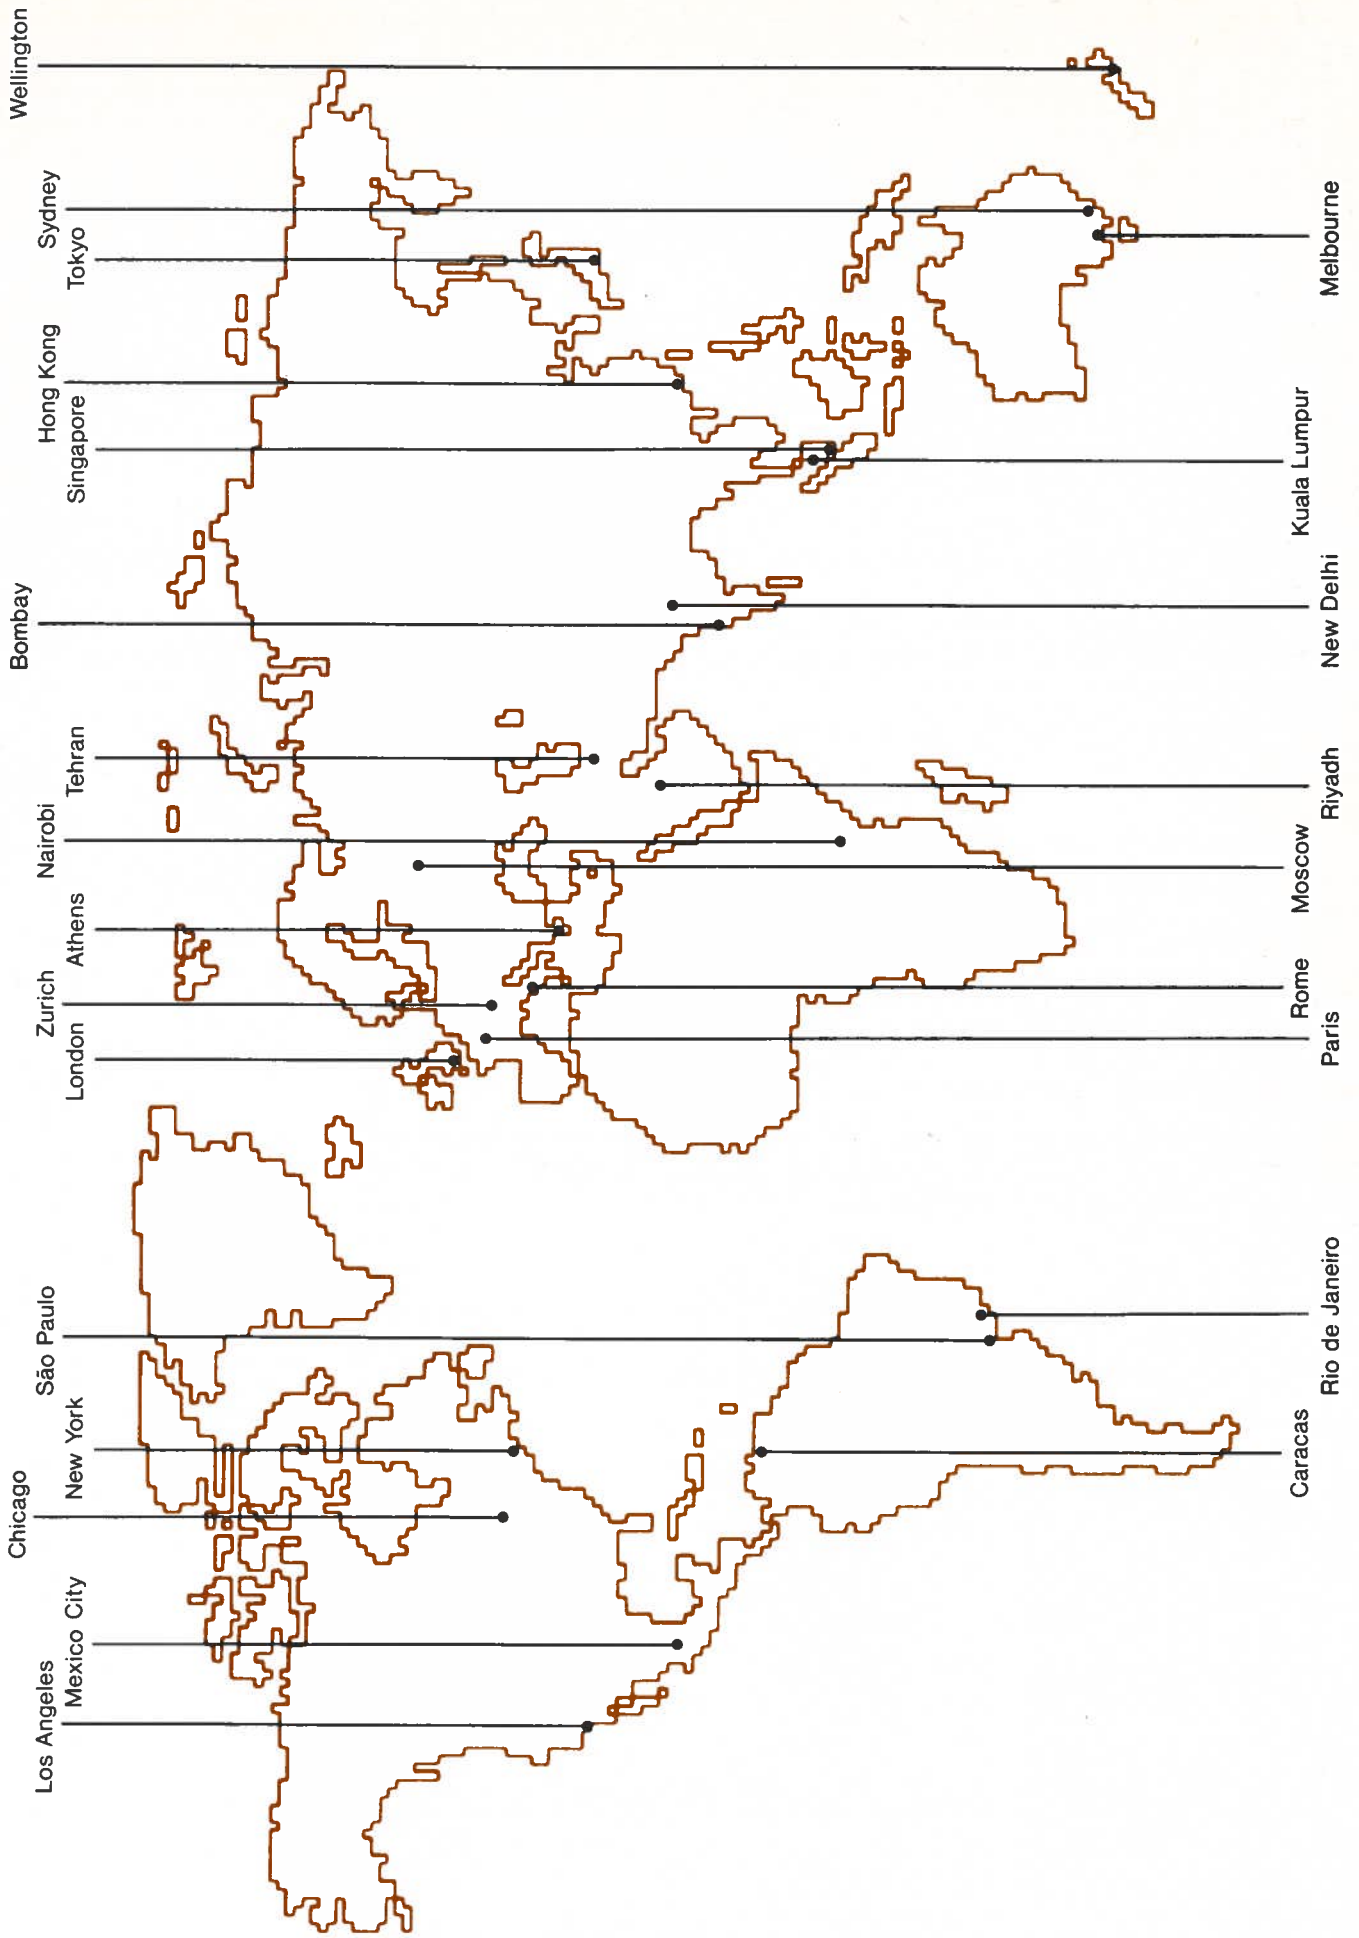 Los Angeles
Mexico City
Chicago
New York
São Paulo
London
Zurich
Athens
Nairobi
Tehran
Bombay
Singapore
Hong Kong
Tokyo
Sydney
Wellington
Caracas
Rio de Janeiro
Paris
Rome
Moscow
Riyadh
New Delhi
Kuala Lumpur
Melbourne